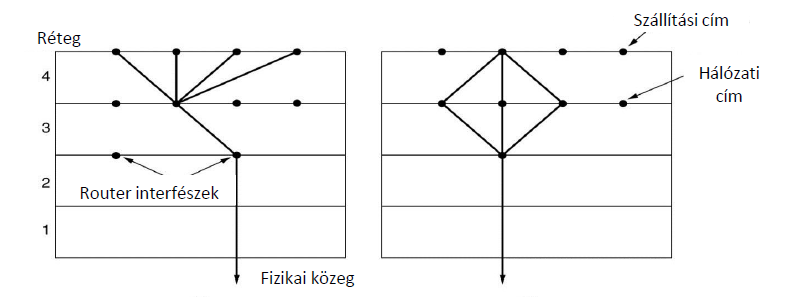 Szállítási cím
Réteg
4
Hálózati
cím
3
2
Router interfészek
1
Fizikai közeg